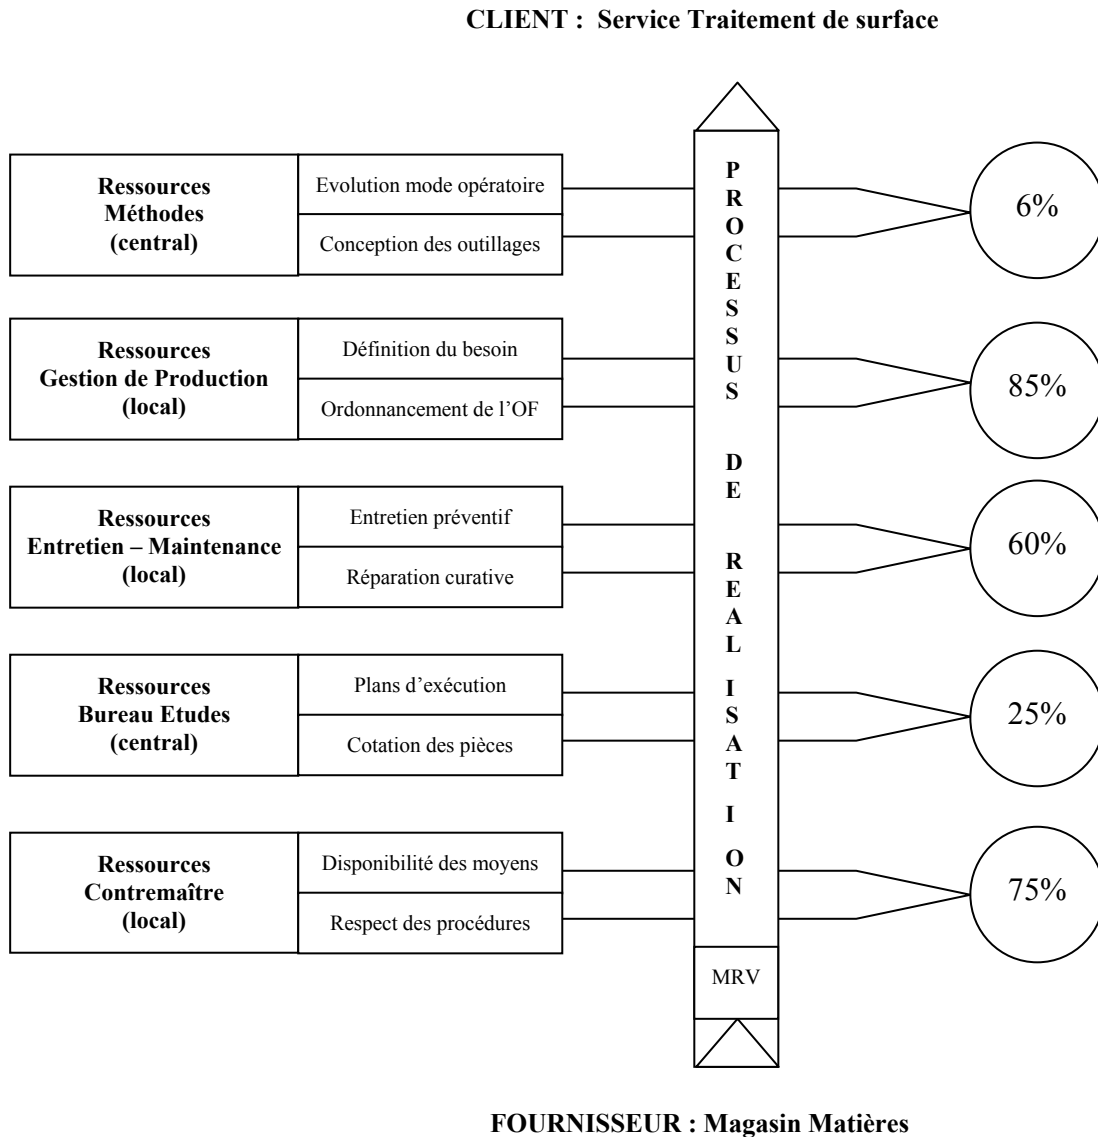 CLIENT : Service Traitement de surface
Ressources
Méthodes
(central)
Evolution mode opératoire
Conception des outillages
6%
Ressources
Gestion de Production
(local)
Définition du besoin
Ordonnancement de l’OF
85%
Ressources
Entretien – Maintenance
(local)
Entretien préventif
Réparation curative
60%
Ressources
Bureau Etudes
(central)
Plans d’exécution
Cotation des pièces
25%
Ressources
Contremaître
(local)
Disponibilité des moyens
Respect des procédures
75%
PROCESSUS DE REALISATION
MRV
FOURNISSEUR : Magasin Matières